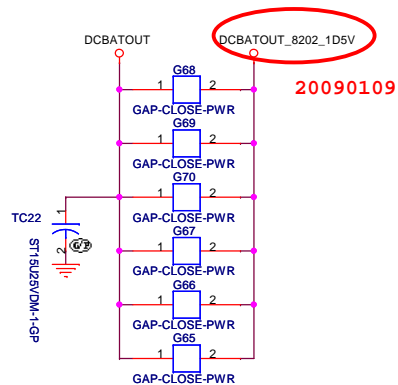 DCBATOUT DCBATOUT_8202_1D5V
20090109
G68
1 2
GAP-CLOSE-PWR
G69
1 2
GAP-CLOSE-PWR
G70
1 2
GAP-CLOSE-PWR
TC22
1
2
ST15U25VDM-1-GP
G67
1 2
GAP-CLOSE-PWR
G66
1 2
GAP-CLOSE-PWR
G65
1 2
GAP-CLOSE-PWR